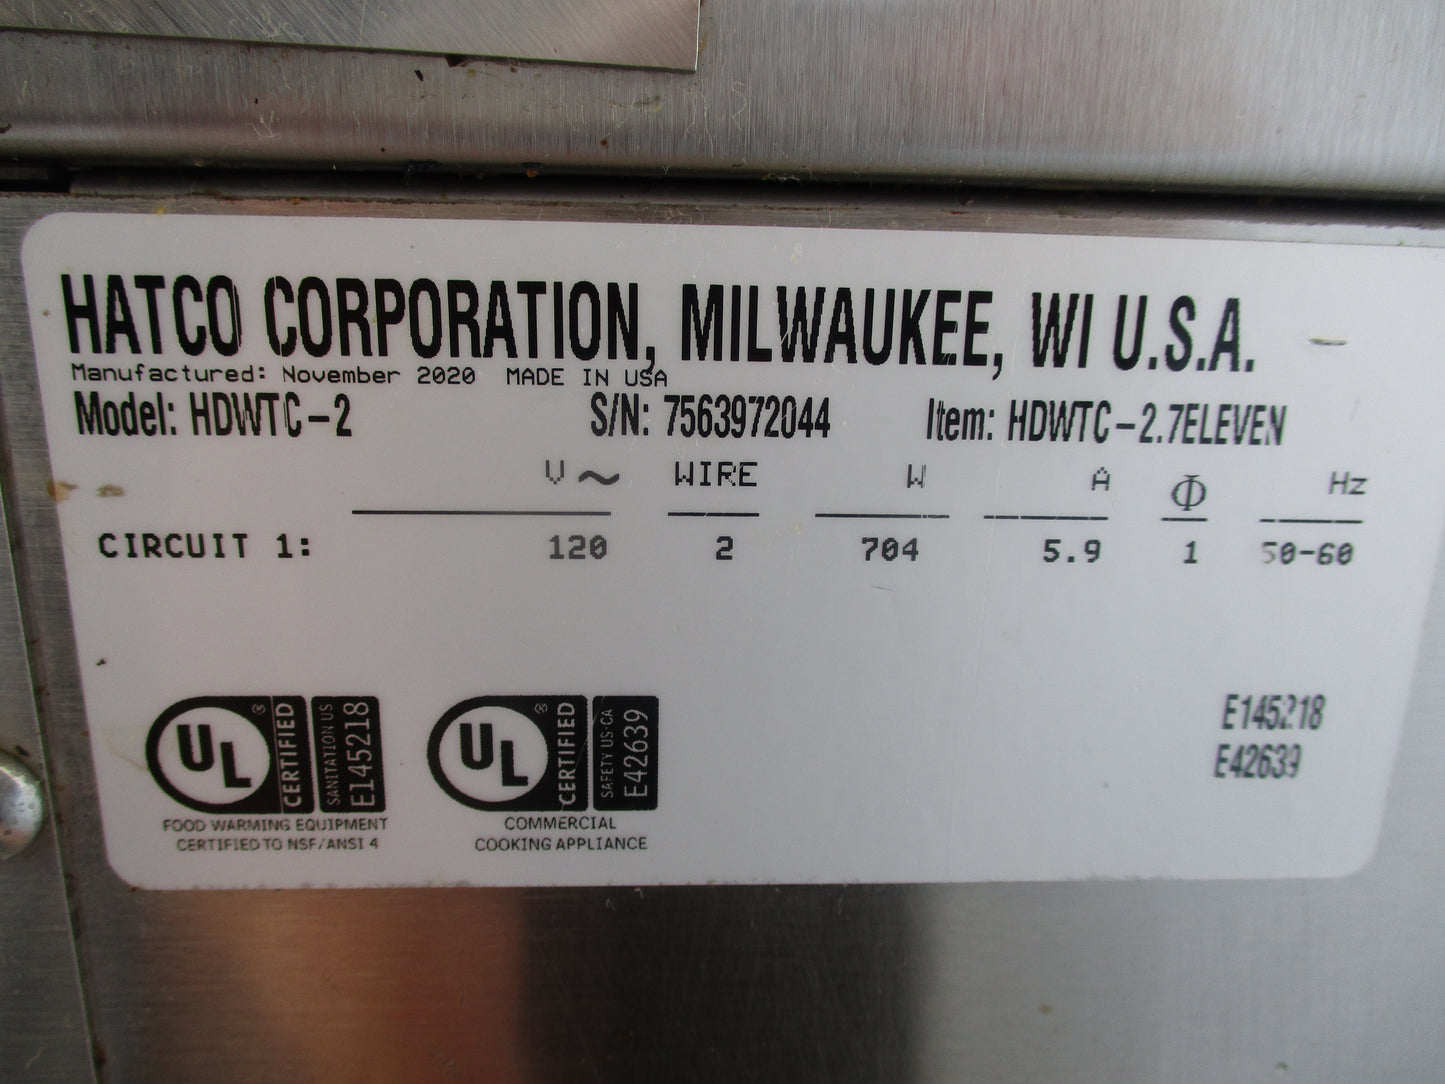 HATCO CORPORATION, MILWAUKEE, WI U.S.A.
Manufactured: November 2020 MADE IN USA
Model: HDWTC-2 S/N: 7563972044 Item: HDWTC-2.7ELEVEN
V ~ WIRE W A Φ Hz
CIRCUIT 1: 120 2 704 5.9 1 50-60
UL ® CERTIFIED SANITATION US E145218
FOOD WARMING EQUIPMENT
CERTIFIED TO NSF/ANSI 4
UL ® CERTIFIED SAFETY US-CA E42639
COMMERCIAL
COOKING APPLIANCE
E145218
E42639